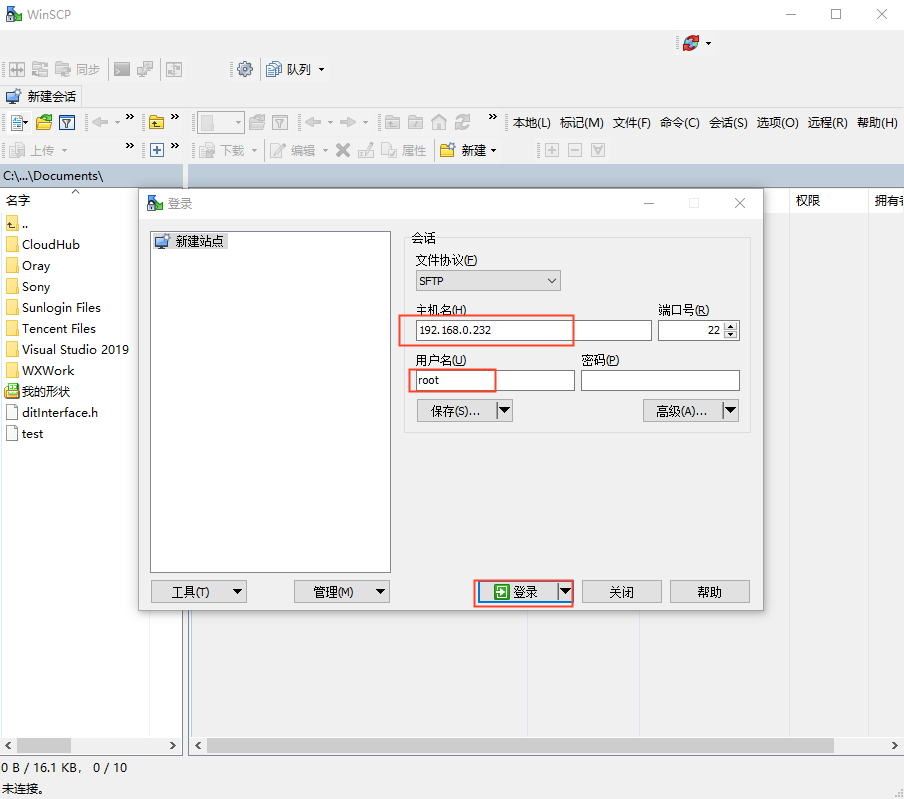 WinSCP
同步
队列
新建会话
本地(L) 标记(M) 文件(F) 命令(C) 会话(S) 选项(O) 远程(R) 帮助(H)
上传 下载 编辑 属性 新建
C:\...\Documents\
名字 权限 拥有者
..
CloudHub
Oray
Sony
Sunlogin Files
Tencent Files
Visual Studio 2019
WXWork
我的形状
ditInterface.h
test
登录
新建站点
会话
文件协议(F)
SFTP
主机名(H) 端口号(R)
192.168.0.232 22
用户名(U) 密码(P)
root
保存(S)... 高级(A)...
工具(T) 管理(M) 登录 关闭 帮助
0 B / 16.1 KB, 0 / 10
未连接。